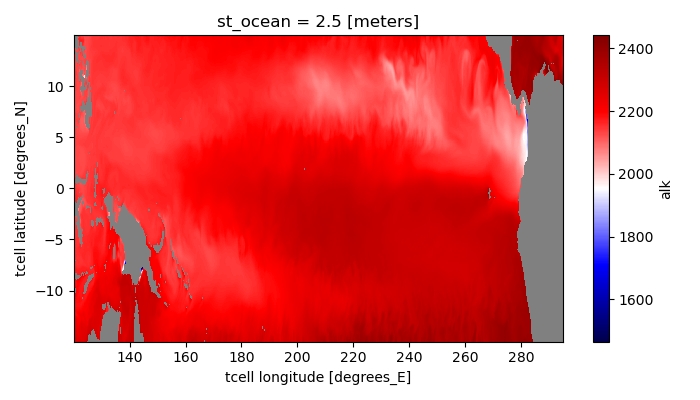 st_ocean = 2.5 [meters]
10
5
0
−5
−10
tcell latitude [degrees_N]
140 160 180 200 220 240 260 280
tcell longitude [degrees_E]
2400
2200
2000
1800
1600
alk